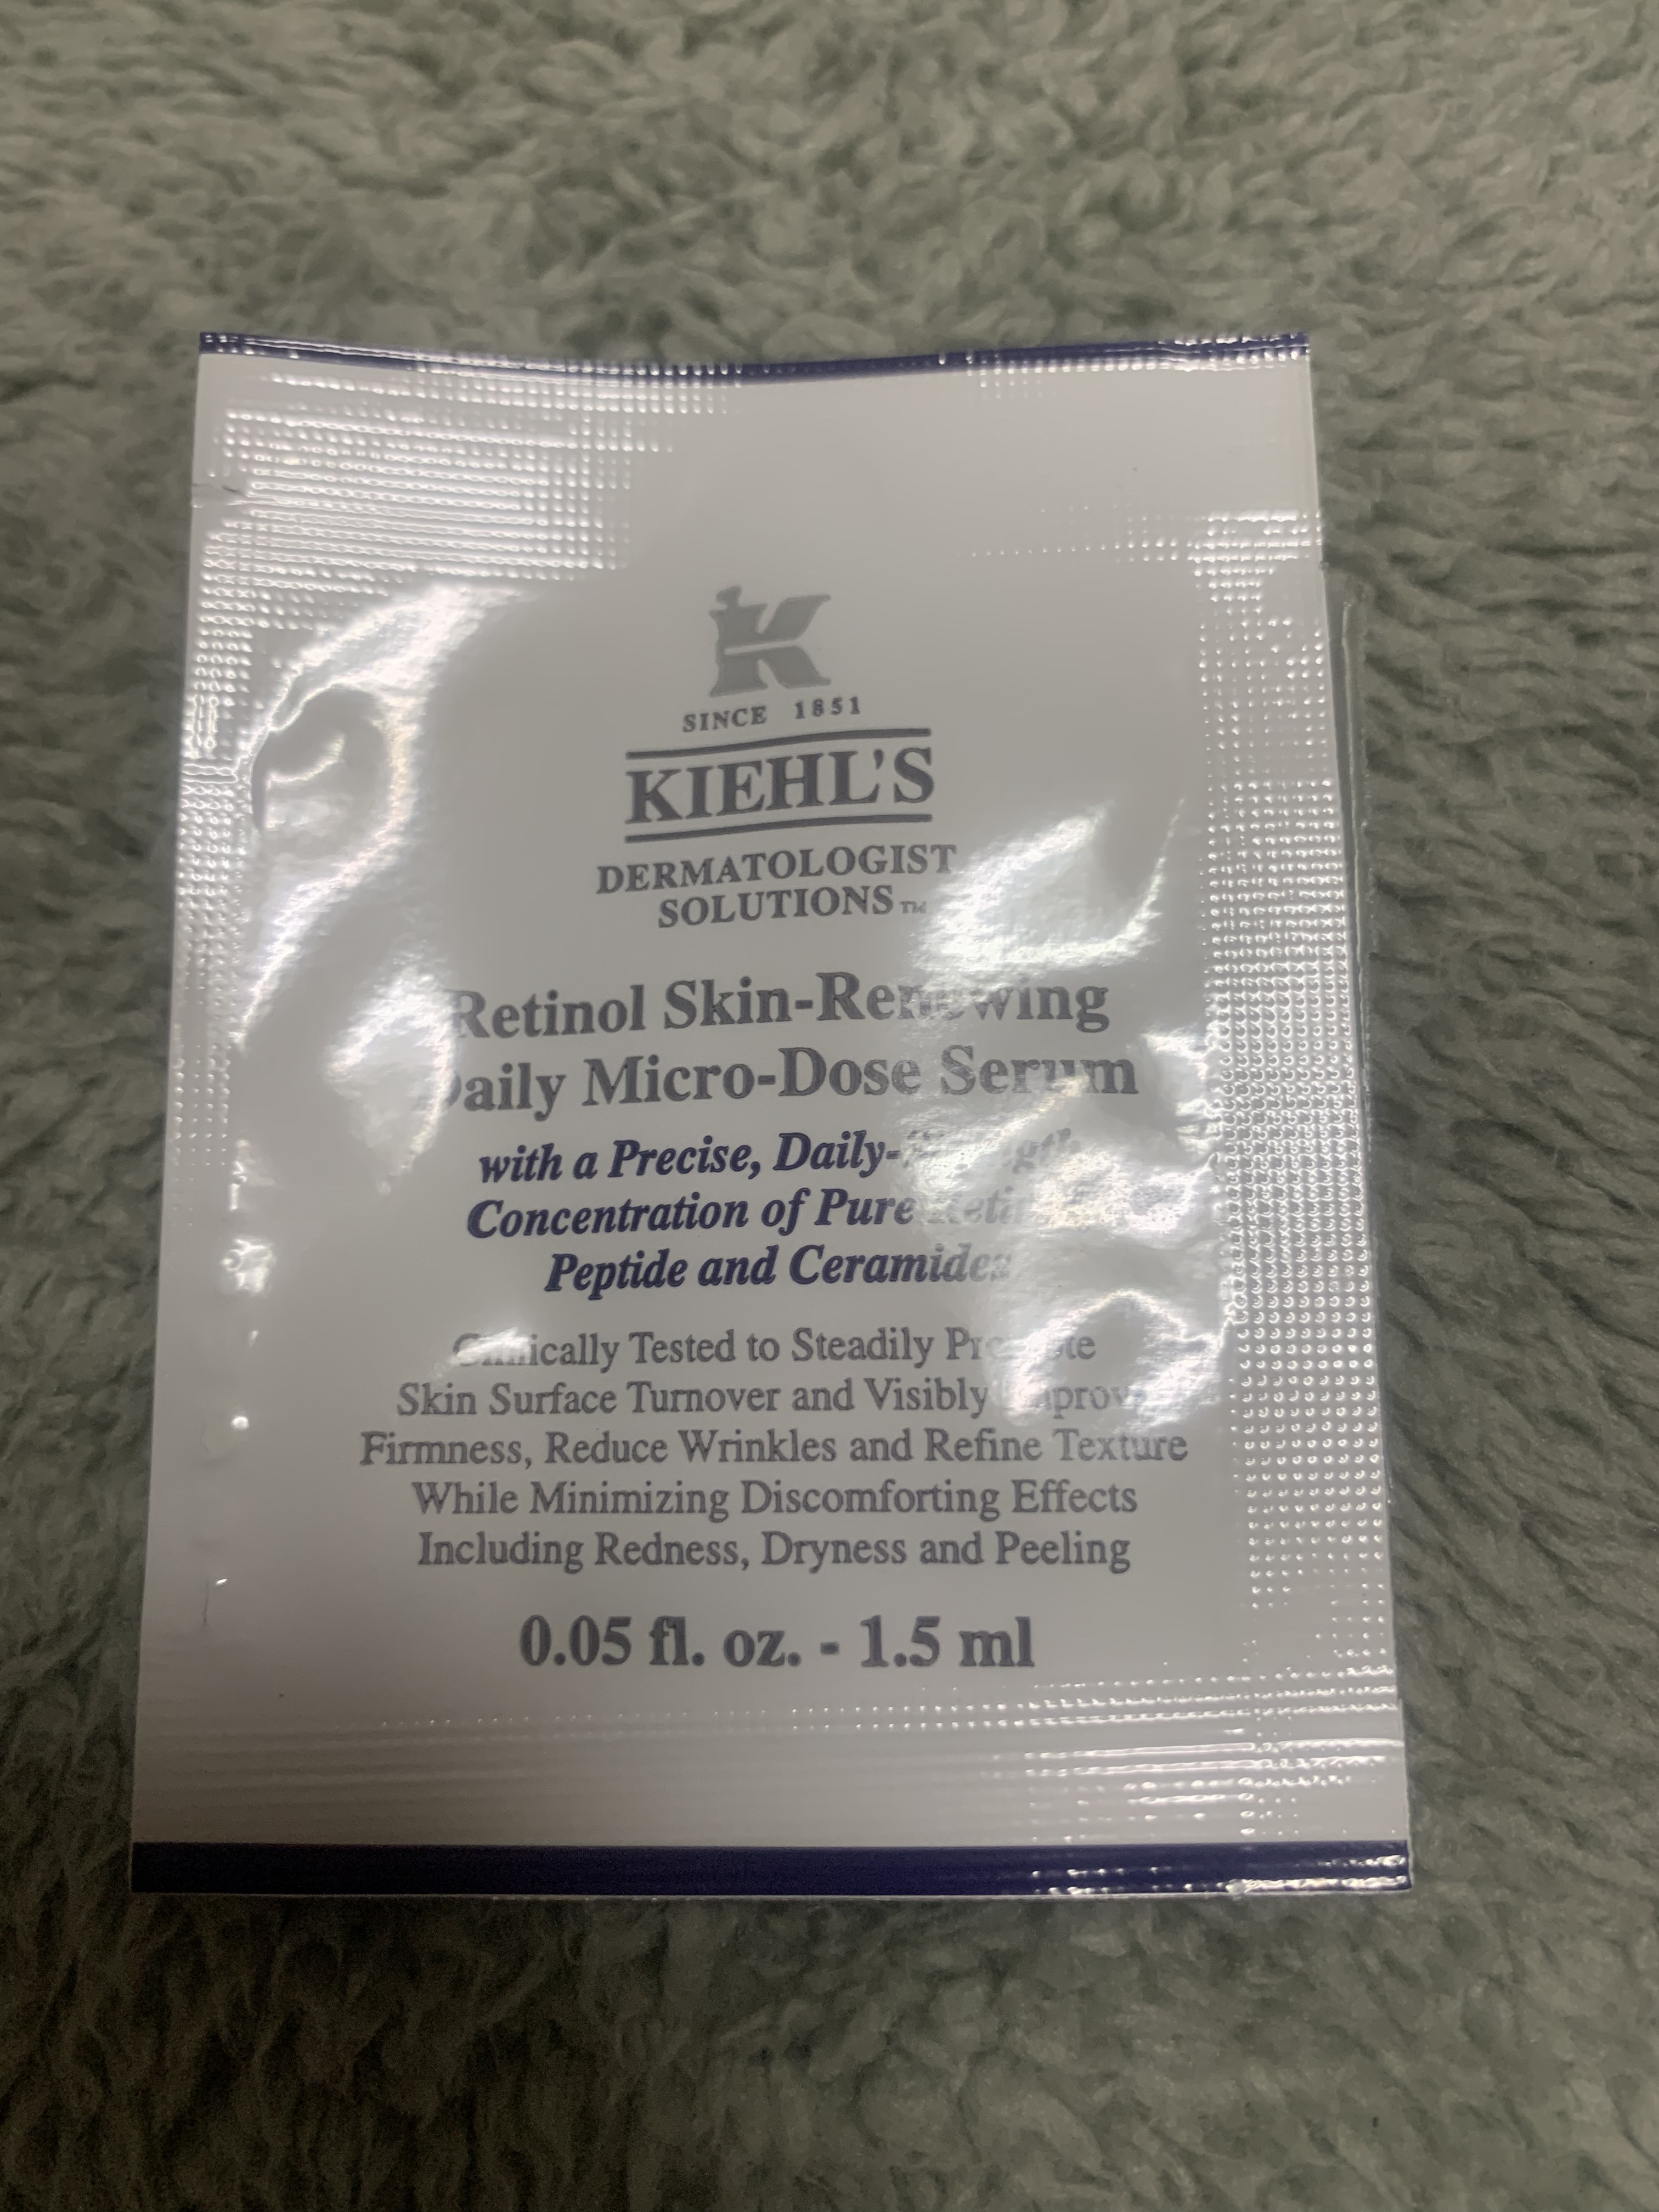 SINCE 1851
KIEHL'S
DERMATOLOGIST
SOLUTIONS™
Retinol Skin-Renewing
Daily Micro-Dose Serum
with a Precise, Daily-
Concentration of Pure
Peptide and Ceramides
Clinically Tested to Steadily Promote
Skin Surface Turnover and Visibly Improve
Firmness, Reduce Wrinkles and Refine Texture
While Minimizing Discomforting Effects
Including Redness, Dryness and Peeling
0.05 fl. oz. - 1.5 ml